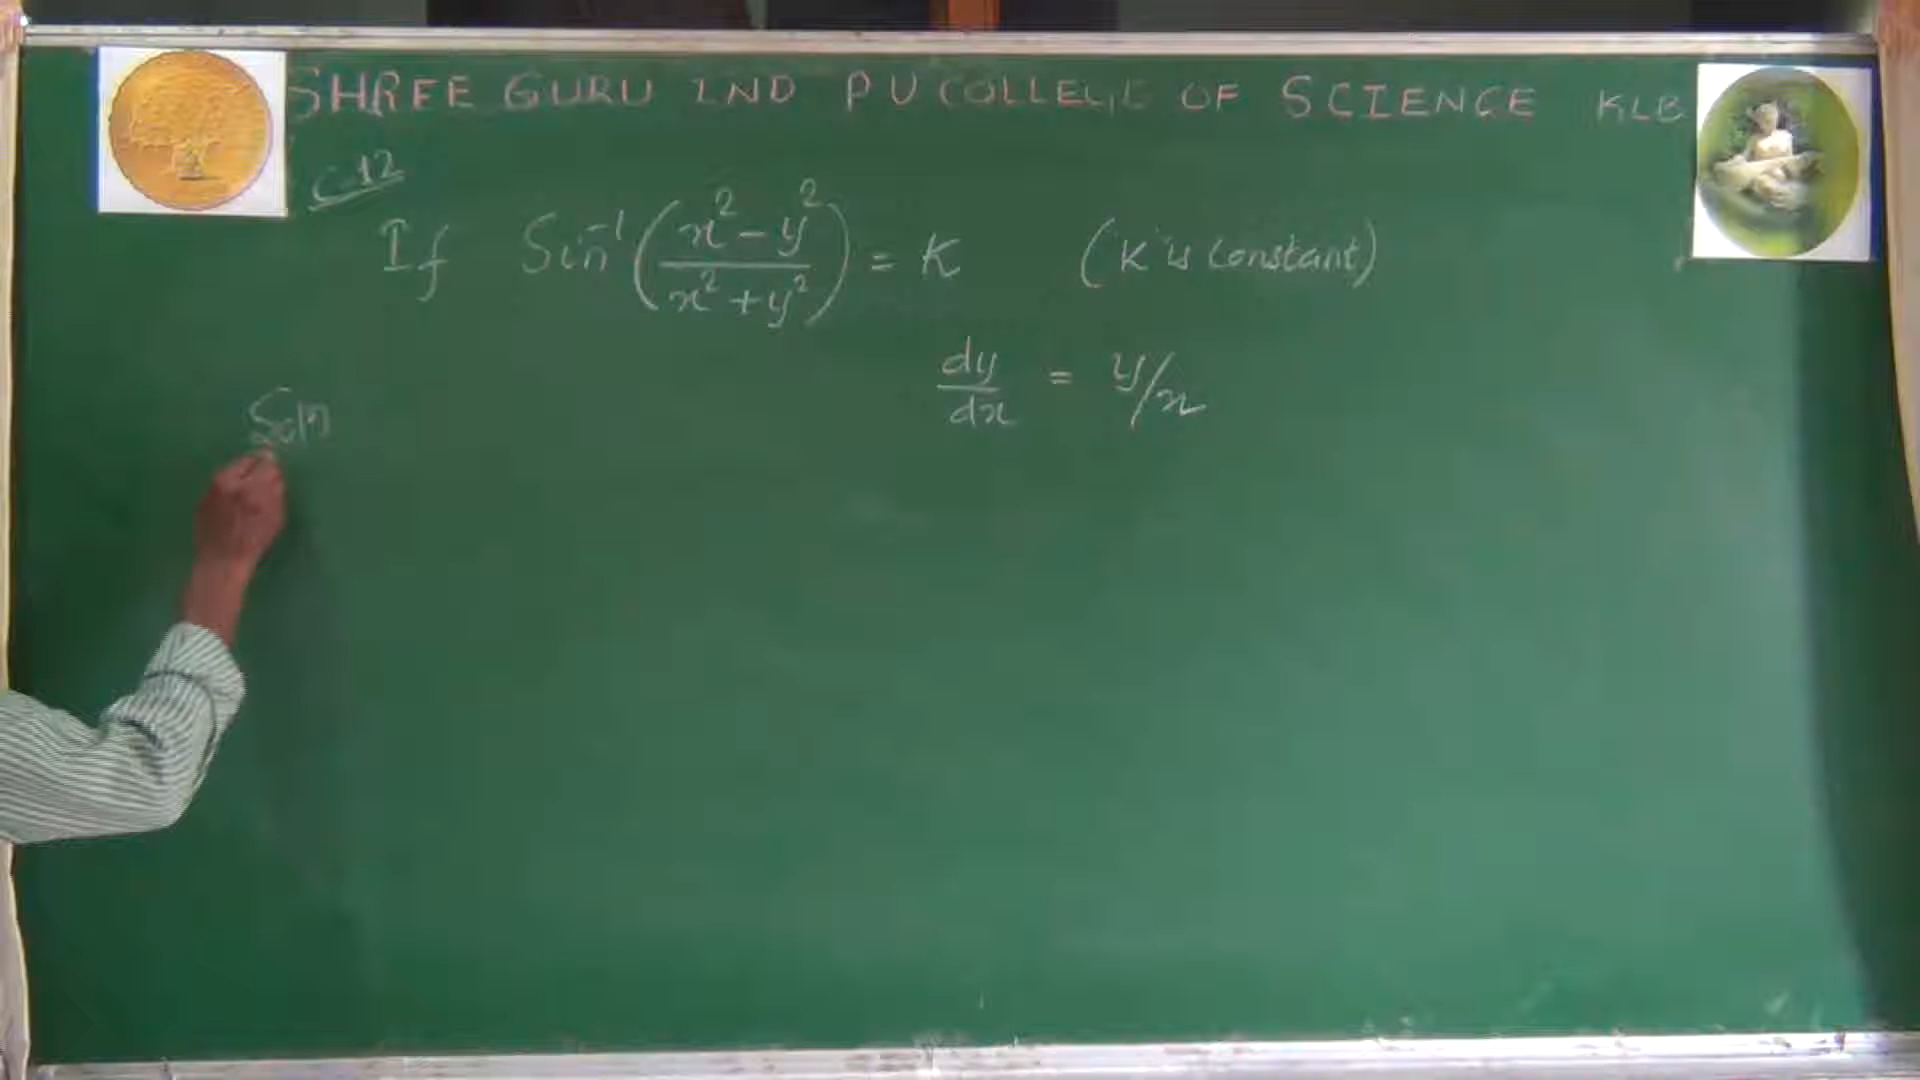 SHREE GURU IND PU COLLEGE OF SCIENCE KLB
C-12
If Sin⁻¹((x² - y²)/(x² + y²)) = K (K is constant)
dy/dx = y/x
Soln